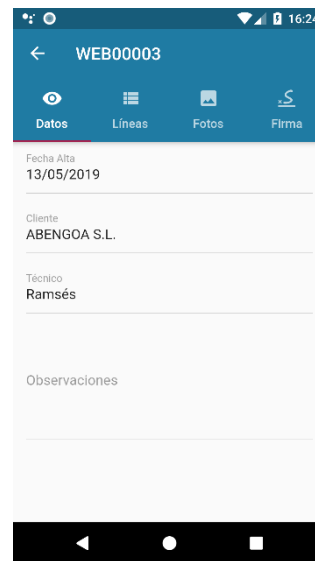 16:24
WEB00003
Datos Líneas Fotos Firma
Fecha Alta
13/05/2019
Cliente
ABENGOA S.L.
Técnico
Ramsés
Observaciones